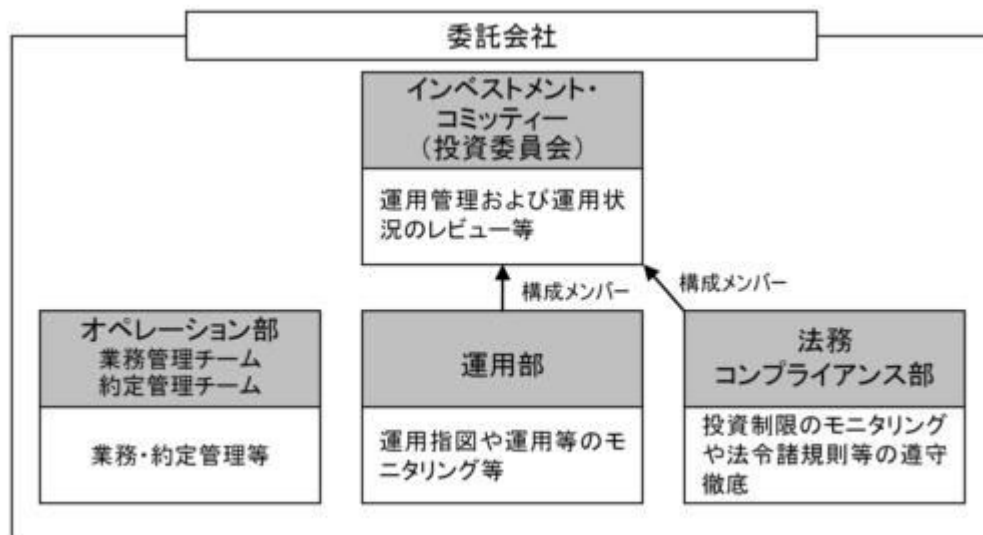 委託会社
インベストメント・
コミッティー
（投資委員会）
運用管理および運用状
況のレビュー等
構成メンバー
構成メンバー
オペレーション部
業務管理チーム
約定管理チーム
業務・約定管理等
運用部
運用指図や運用等のモ
ニタリング等
法務
コンプライアンス部
投資制限のモニタリング
や法令諸規則等の遵守
徹底